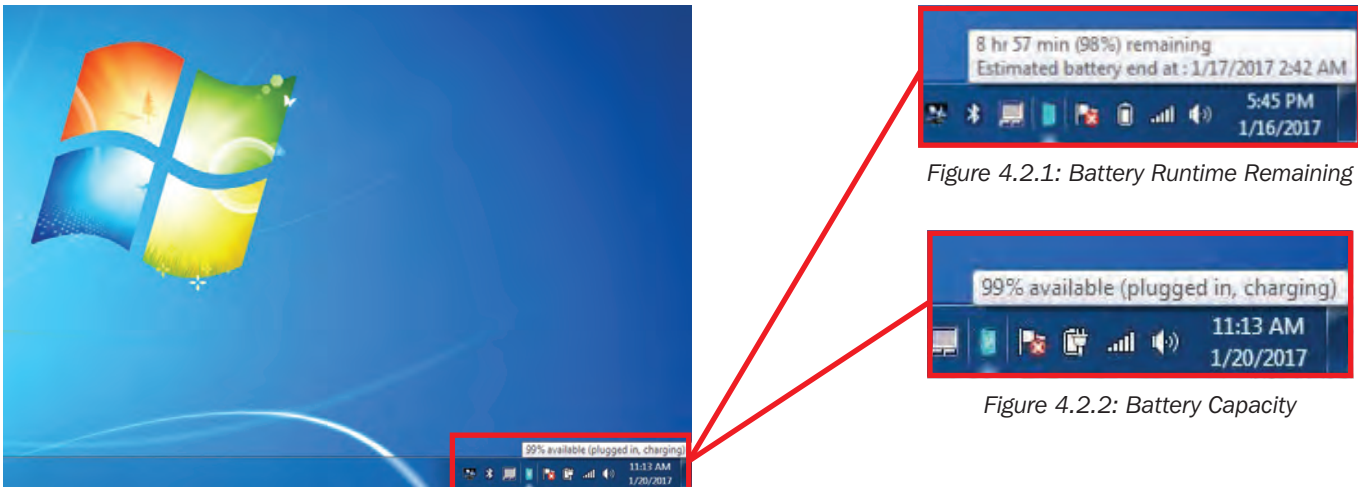 99% available (plugged in, charging)
11:13 AM
1/20/2017
8 hr 57 min (98%) remaining
Estimated battery end at : 1/17/2017 2:42 AM
5:45 PM
1/16/2017
Figure 4.2.1: Battery Runtime Remaining
99% available (plugged in, charging)
11:13 AM
1/20/2017
Figure 4.2.2: Battery Capacity